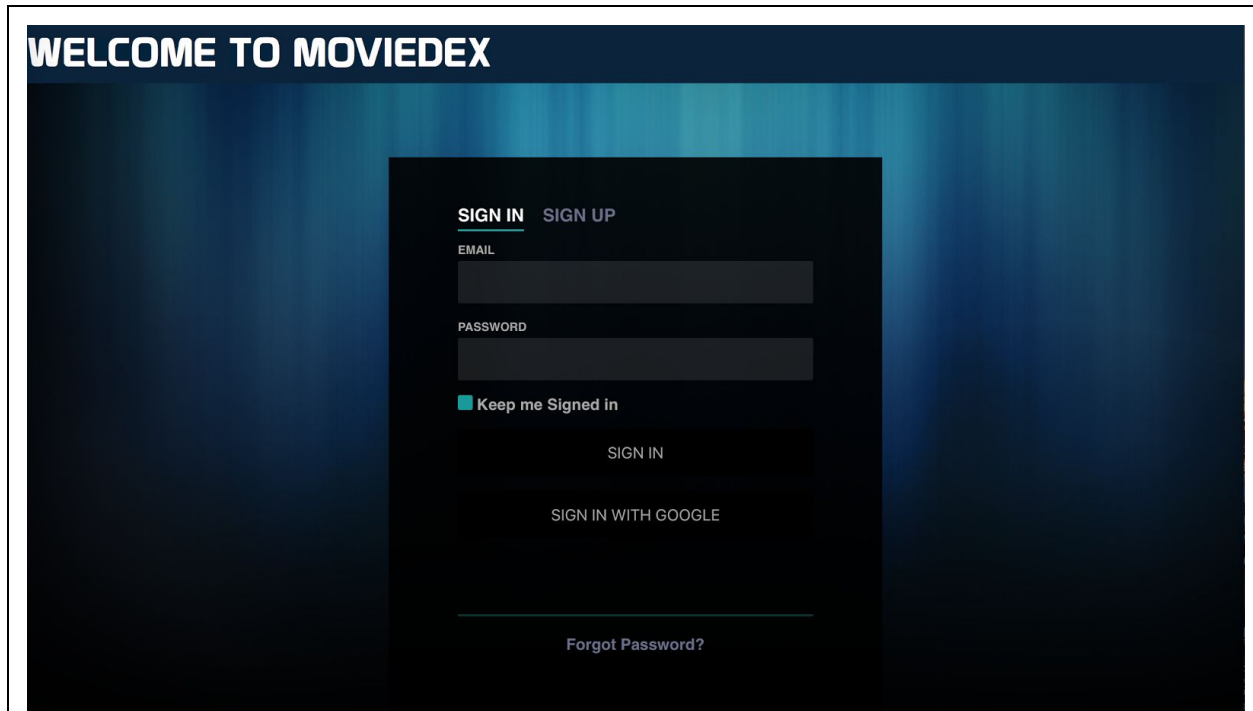 WELCOME TO MOVIEDEX
SIGN IN SIGN UP
EMAIL
PASSWORD
Keep me Signed in
SIGN IN
SIGN IN WITH GOOGLE
Forgot Password?